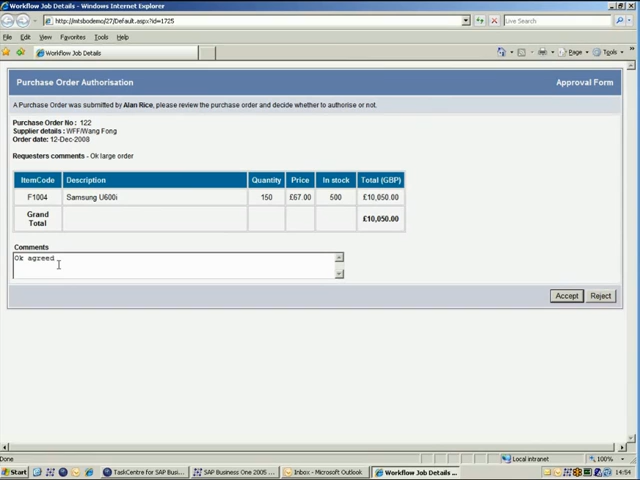 Workflow Job Details - Windows Internet Explorer
http://ntsbodemo/27/Default.aspx?id=1725
Live Search
File Edit View Favorites Tools Help
Workflow Job Details
Page Tools
Purchase Order Authorisation Approval Form
A Purchase Order was submitted by Alan Rice, please review the purchase order and decide whether to authorise or not.
Purchase Order No : 122
Supplier details : WFF/Wang Fong
Order date: 12-Dec-2008
Requesters comments - Ok large order
ItemCode Description Quantity Price In stock Total (GBP)
F1004 Samsung U600i 150 £67.00 500 £10,050.00
Grand
Total £10,050.00
Comments
Ok agreed
Accept Reject
Done Local intranet 100%
Start TaskCentre for SAP Busi... SAP Business One 2005 ... Inbox - Microsoft Outlook Workflow Job Details ... 14:54